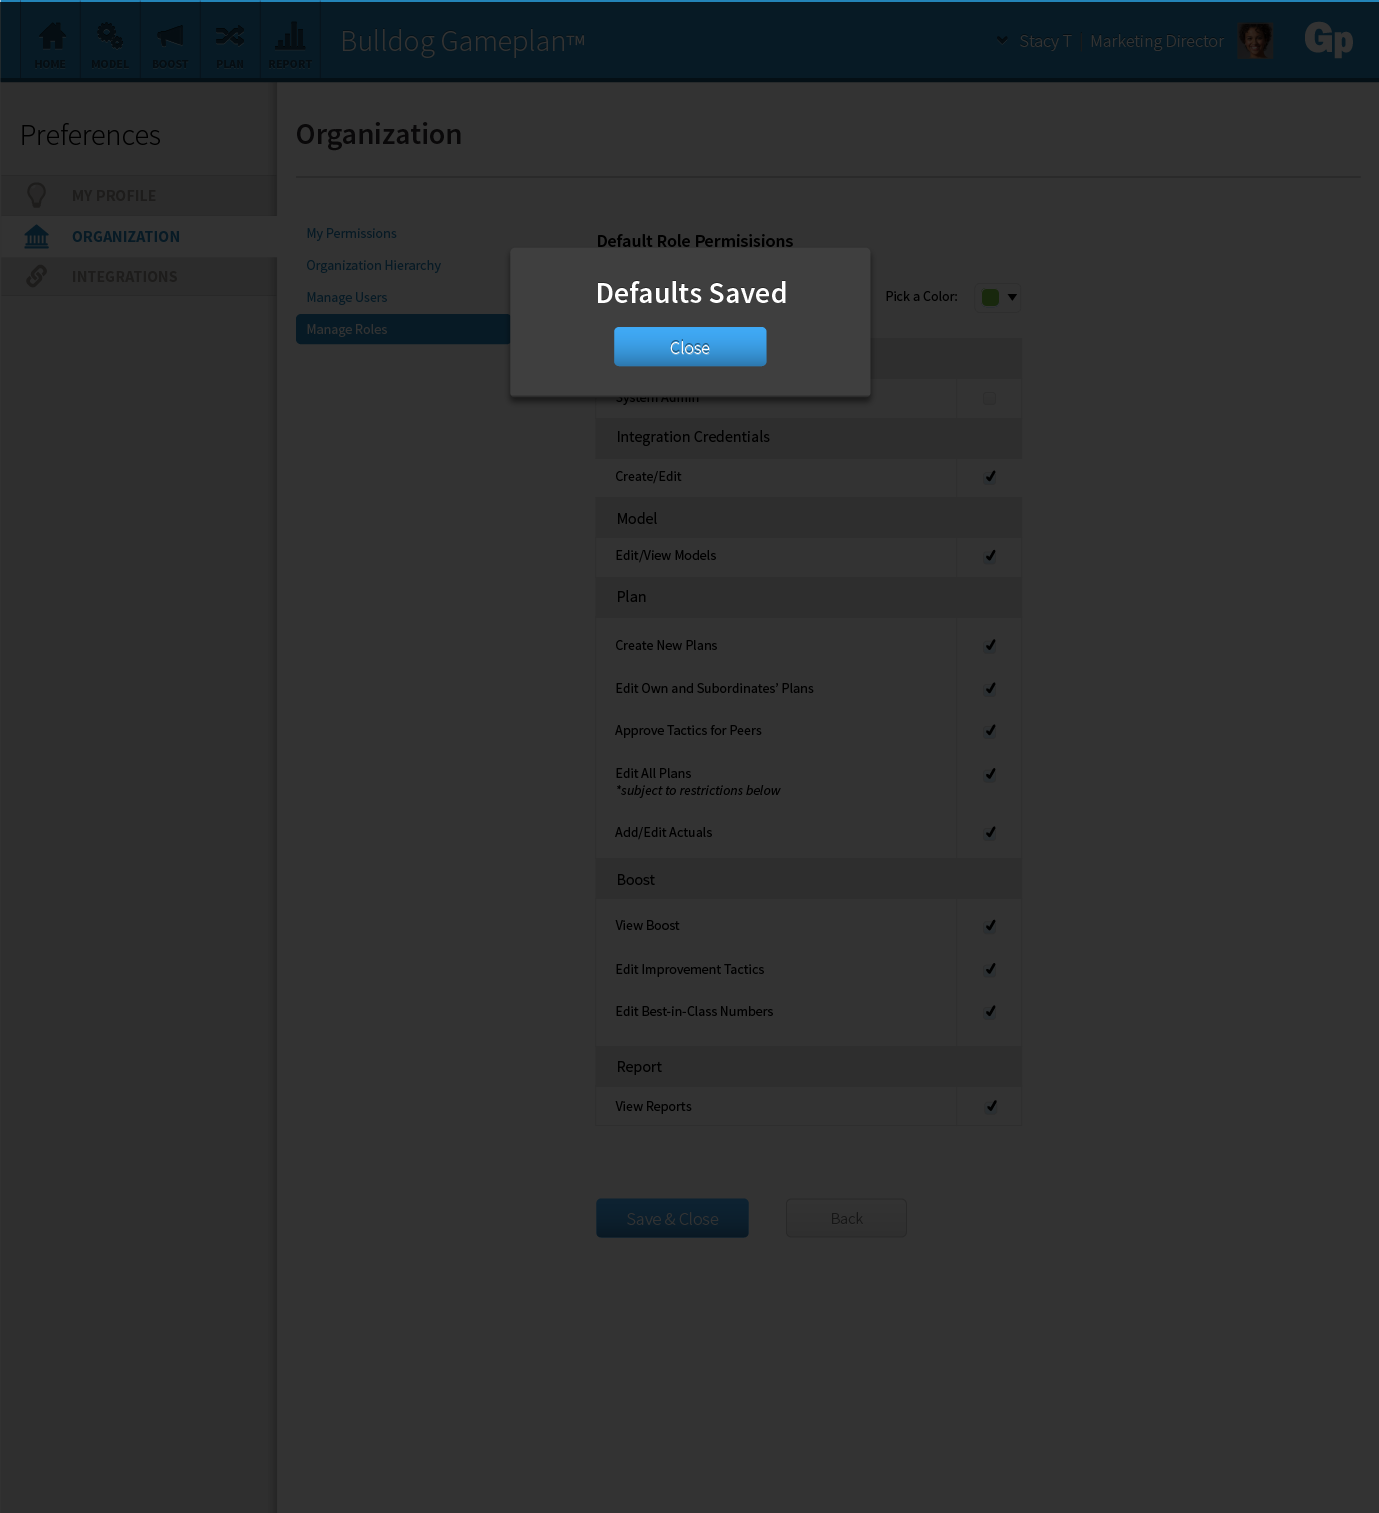 HOME
MODEL
BOOST
PLAN
REPORT
Bulldog Gameplan™
Stacy T
Marketing Director
Gp
Preferences
MY PROFILE
ORGANIZATION
INTEGRATIONS
Organization
My Permissions
Organization Hierarchy
Manage Users
Manage Roles
Default Role Permisisions
Defaults Saved
Close
Pick a Color:
System Admin
Integration Credentials
Create/Edit
Model
Edit/View Models
Plan
Create New Plans
Edit Own and Subordinates' Plans
Approve Tactics for Peers
Edit All Plans
*subject to restrictions below
Add/Edit Actuals
Boost
View Boost
Edit Improvement Tactics
Edit Best-in-Class Numbers
Report
View Reports
Save & Close
Back